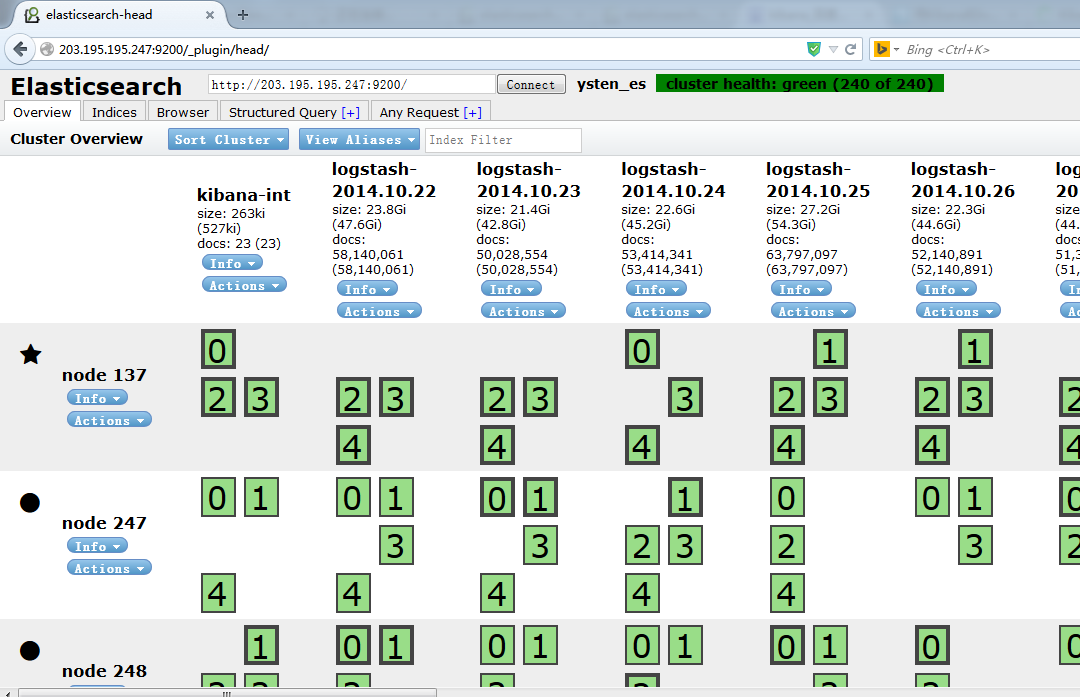 elasticsearch-head
203.195.195.247:9200/_plugin/head/
Bing <Ctrl+K>
Elasticsearch http://203.195.195.247:9200/ Connect ysten_es cluster health: green (240 of 240)
Overview Indices Browser Structured Query [+] Any Request [+]
Cluster Overview Sort Cluster View Aliases Index Filter
kibana-int
size: 263ki
(527ki)
docs: 23 (23)
Info
Actions
logstash-
2014.10.22
size: 23.8Gi
(47.6Gi)
docs:
58,140,061
(58,140,061)
Info
Actions
logstash-
2014.10.23
size: 21.4Gi
(42.8Gi)
docs:
50,028,554
(50,028,554)
Info
Actions
logstash-
2014.10.24
size: 22.6Gi
(45.2Gi)
docs:
53,414,341
(53,414,341)
Info
Actions
logstash-
2014.10.25
size: 27.2Gi
(54.3Gi)
docs:
63,797,097
(63,797,097)
Info
Actions
logstash-
2014.10.26
size: 22.3Gi
(44.6Gi)
docs:
52,140,891
(52,140,891)
Info
Actions
node 137
Info
Actions
0 0 1 1
2 3 2 3 2 3 3 2 3 2 3 2
4 4 4 4 4 4
node 247
Info
Actions
0 1 0 1 0 1 1 0 0 1 0
3 3 2 3 2 3 2
4 4 4 4 4
node 248
1 0 1 0 1 0 1 0 1 0 0